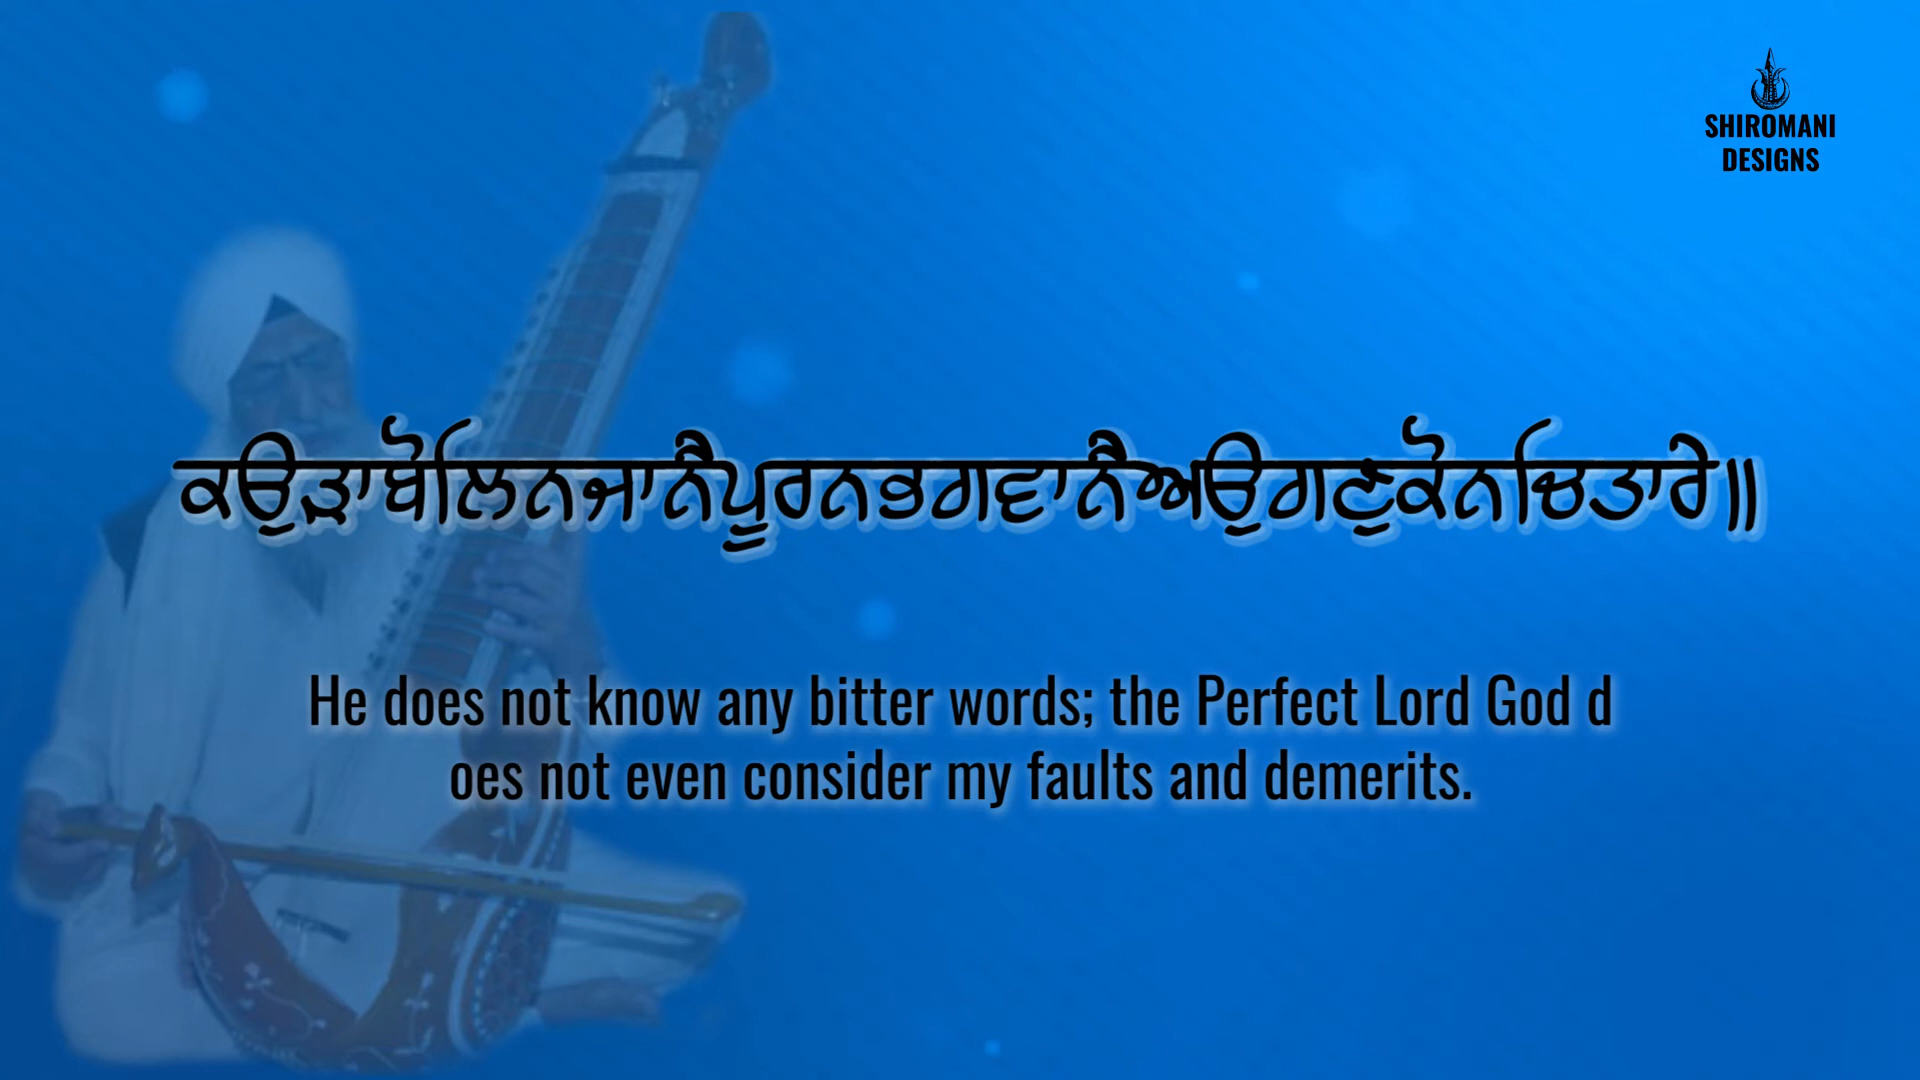 SHIROMANI
DESIGNS
ਕਉੜਾਬੋਲਿਨਜਾਨੈਪੂਰਨਭਗਵਾਨੈਅਉਗਣੁਕੋਨਚਿਤਾਰੇ॥
He does not know any bitter words; the Perfect Lord God d
oes not even consider my faults and demerits.